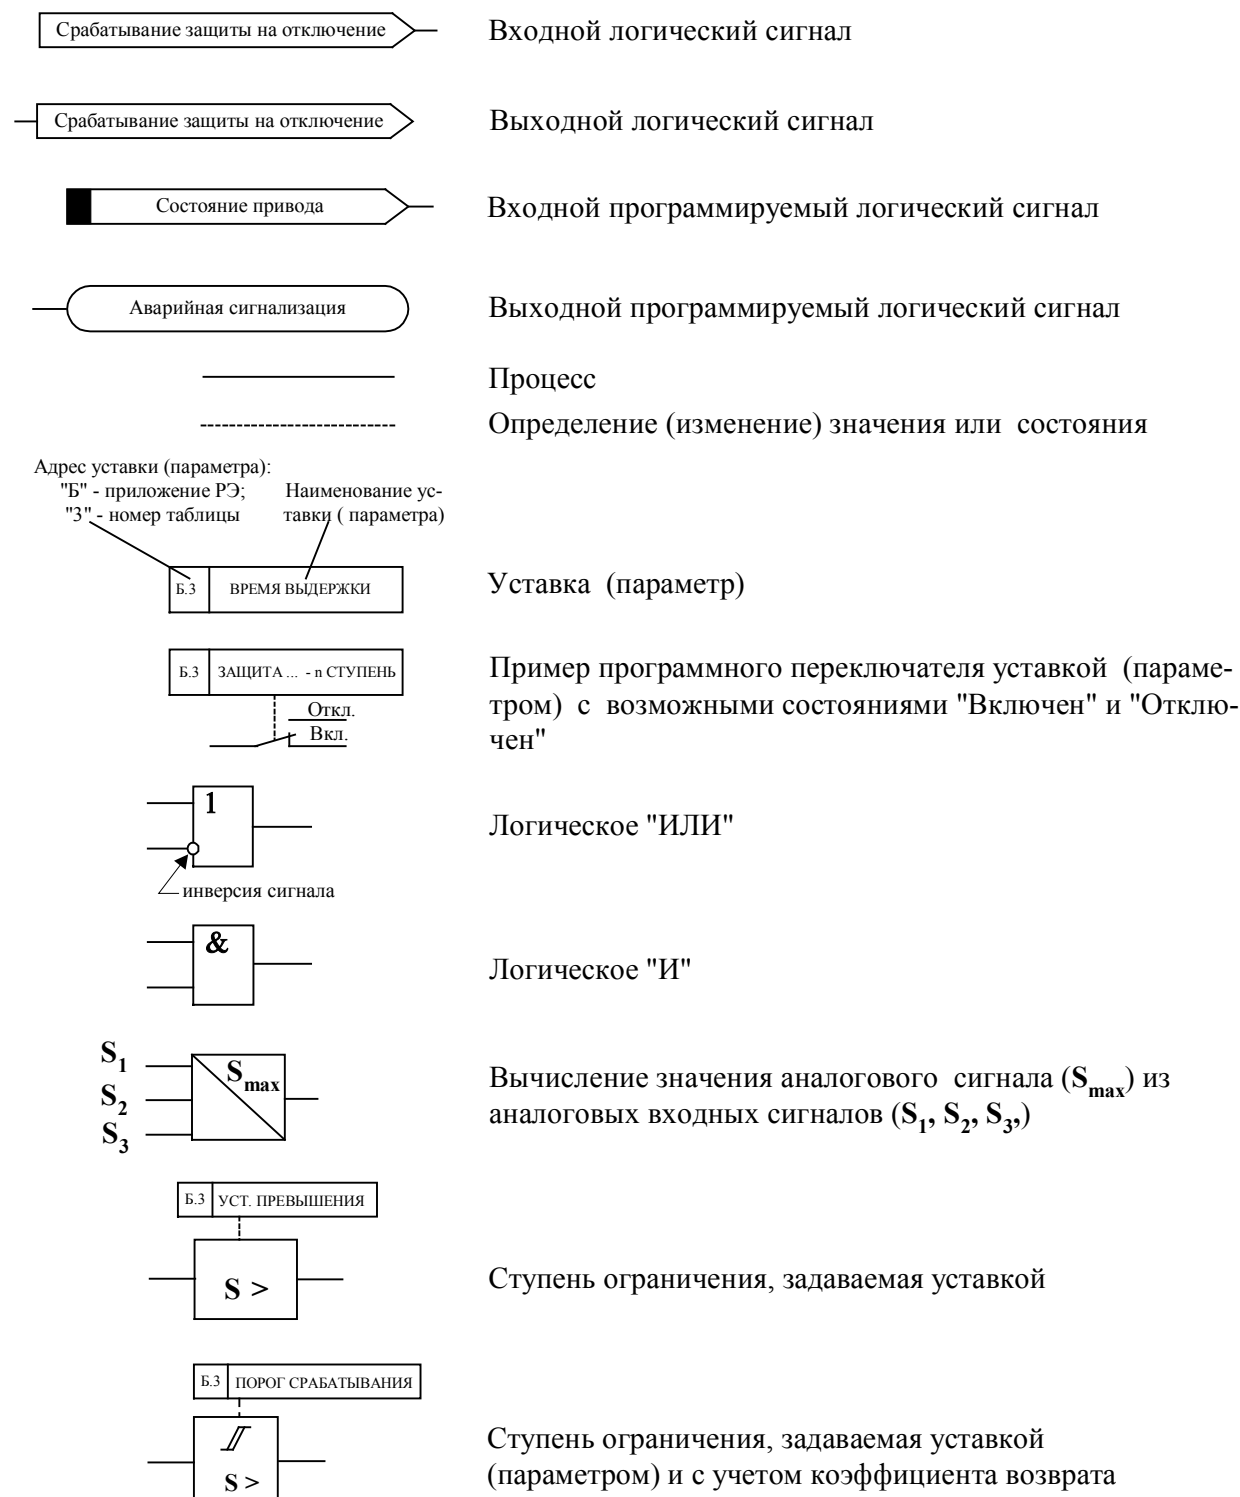 Срабатывание защиты на отключение
Входной логический сигнал
Срабатывание защиты на отключение
Выходной логический сигнал
Состояние привода
Входной программируемый логический сигнал
Аварийная сигнализация
Выходной программируемый логический сигнал
Процесс
Определение (изменение) значения или состояния
Адрес уставки (параметра):
"Б" - приложение РЭ;
"3" - номер таблицы
Наименование ус-
тавки ( параметра)
Б.3 ВРЕМЯ ВЫДЕРЖКИ
Уставка (параметр)
Б.3 ЗАЩИТА ... - n СТУПЕНЬ
Откл.
Вкл.
Пример программного переключателя уставкой (параме-
тром) с возможными состояниями "Включен" и "Отклю-
чен"
1
инверсия сигнала
Логическое "ИЛИ"
&
Логическое "И"
S1
S2
S3
Smax
Вычисление значения аналогового сигнала (Smax) из
аналоговых входных сигналов (S1, S2, S3,)
Б.3 УСТ. ПРЕВЫШЕНИЯ
S >
Ступень ограничения, задаваемая уставкой
Б.3 ПОРОГ СРАБАТЫВАНИЯ
S >
Ступень ограничения, задаваемая уставкой
(параметром) и с учетом коэффициента возврата